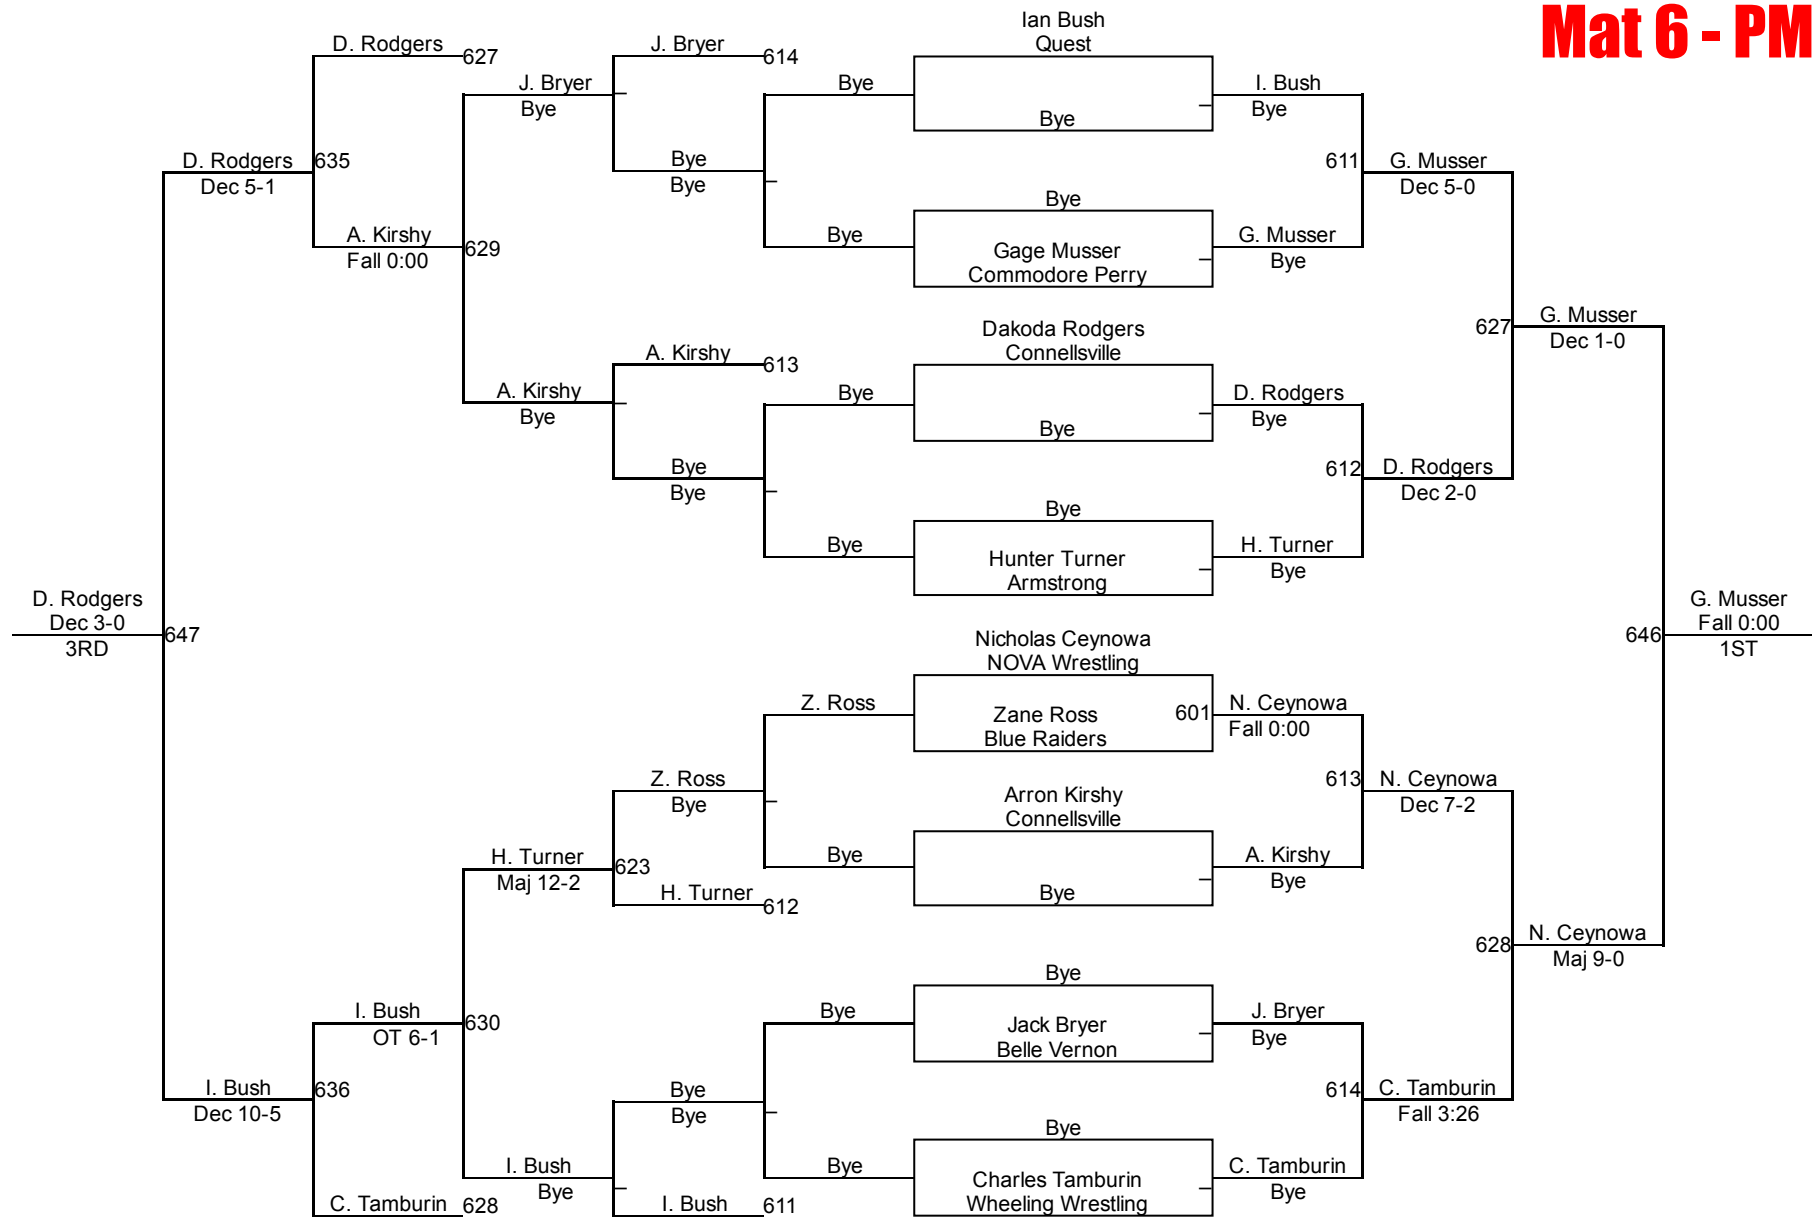 Mat 6 - PM
Ian Bush
Quest
D. Rodgers
627
J. Bryer
614
J. Bryer
Bye
Bye
Bye
I. Bush
Bye
Bye
Bye
D. Rodgers
Dec 5-1
635
611
G. Musser
Dec 5-0
Bye
A. Kirshy
Fall 0:00
629
Bye
Gage Musser
Commodore Perry
G. Musser
Bye
Dakoda Rodgers
Connellsville
627
G. Musser
Dec 1-0
A. Kirshy
613
A. Kirshy
Bye
Bye
Bye
D. Rodgers
Bye
Bye
Bye
612
D. Rodgers
Dec 2-0
Bye
Bye
Hunter Turner
Armstrong
H. Turner
Bye
D. Rodgers
Dec 3-0
3RD
647
646
G. Musser
Fall 0:00
1ST
Nicholas Ceynowa
NOVA Wrestling
Z. Ross
Zane Ross
Blue Raiders
601
N. Ceynowa
Fall 0:00
Z. Ross
Bye
Arron Kirshy
Connellsville
613
N. Ceynowa
Dec 7-2
H. Turner
Maj 12-2
623
Bye
Bye
A. Kirshy
Bye
H. Turner
612
628
N. Ceynowa
Maj 9-0
Bye
I. Bush
OT 6-1
630
Bye
Jack Bryer
Belle Vernon
J. Bryer
Bye
I. Bush
Dec 10-5
636
Bye
Bye
614
C. Tamburin
Fall 3:26
Bye
I. Bush
Bye
Bye
Charles Tamburin
Wheeling Wrestling
C. Tamburin
Bye
C. Tamburin
628
I. Bush
611